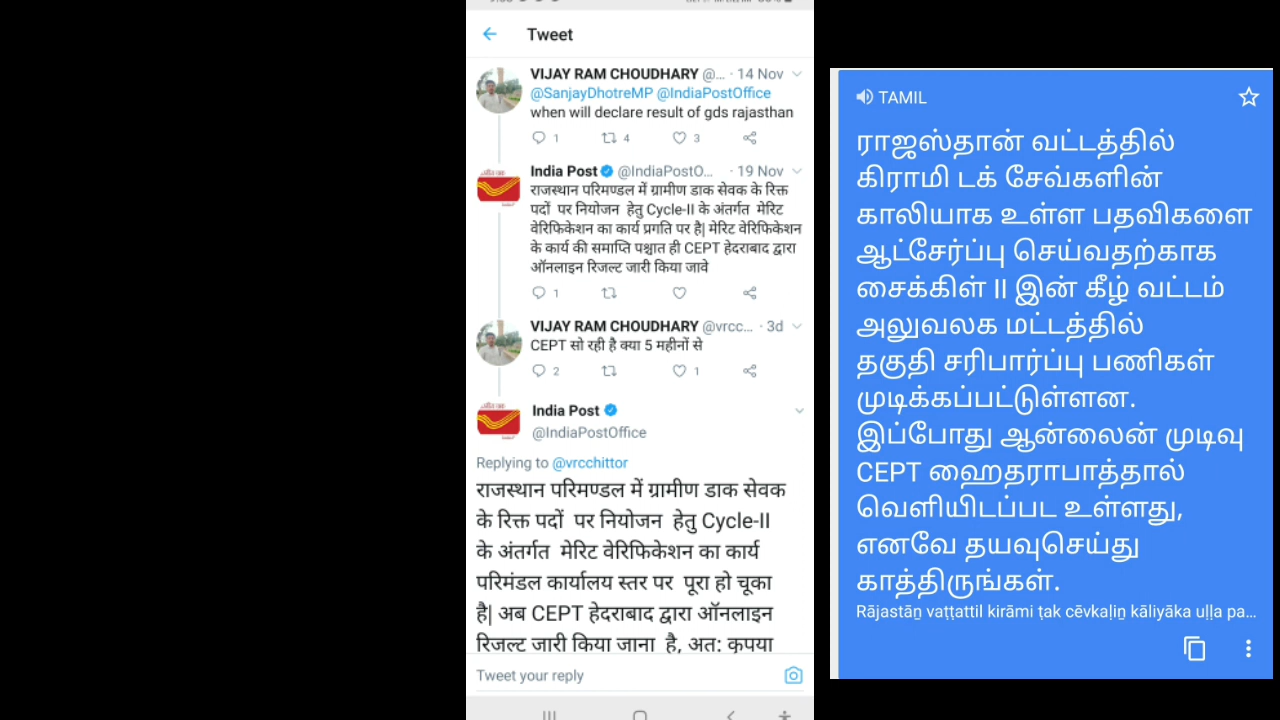 Tweet
VIJAY RAM CHOUDHARY @... · 14 Nov
@SanjayDhotreMP @IndiaPostOffice
when will declare result of gds rajasthan
1 4 3
India Post @IndiaPostO... · 19 Nov
राजस्थान परिमण्डल में ग्रामीण डाक सेवक के रिक्त
पदों पर नियोजन हेतु Cycle-II के अंतर्गत मेरिट
वेरिफिकेशन का कार्य प्रगति पर है| मेरिट वेरिफिकेशन
के कार्य की समाप्ति पश्चात ही CEPT हेदराबाद द्वारा
ऑनलाइन रिजल्ट जारी किया जावे
1
VIJAY RAM CHOUDHARY @vrcc... · 3d
CEPT सो रही है क्या 5 महीनों से
2 1
India Post
@IndiaPostOffice
Replying to @vrcchittor
राजस्थान परिमण्डल में ग्रामीण डाक सेवक
के रिक्त पदों पर नियोजन हेतु Cycle-II
के अंतर्गत मेरिट वेरिफिकेशन का कार्य
परिमंडल कार्यालय स्तर पर पूरा हो चूका
है| अब CEPT हेदराबाद द्वारा ऑनलाइन
रिजल्ट जारी किया जाना है, अत: कृपया
Tweet your reply
TAMIL
ராஜஸ்தான் வட்டத்தில்
கிராமி டக் சேவ்களின்
காலியாக உள்ள பதவிகளை
ஆட்சேர்ப்பு செய்வதற்காக
சைக்கிள் II இன் கீழ் வட்டம்
அலுவலக மட்டத்தில்
தகுதி சரிபார்ப்பு பணிகள்
முடிக்கப்பட்டுள்ளன.
இப்போது ஆன்லைன் முடிவு
CEPT ஹைதராபாத்தால்
வெளியிடப்பட உள்ளது,
எனவே தயவுசெய்து
காத்திருங்கள்.
Rājastāṉ vaṭṭattil kirāmi ṭak cēvkaḷiṉ kāliyāka uḷḷa pa...